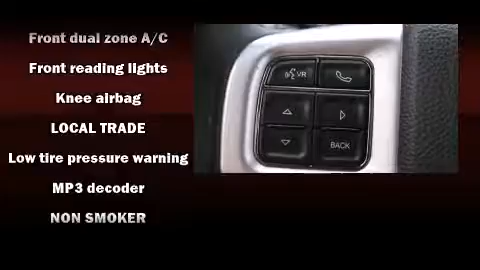 Front dual zone A/C
Front reading lights
Knee airbag
LOCAL TRADE
Low tire pressure warning
MP3 decoder
NON SMOKER
VR
BACK